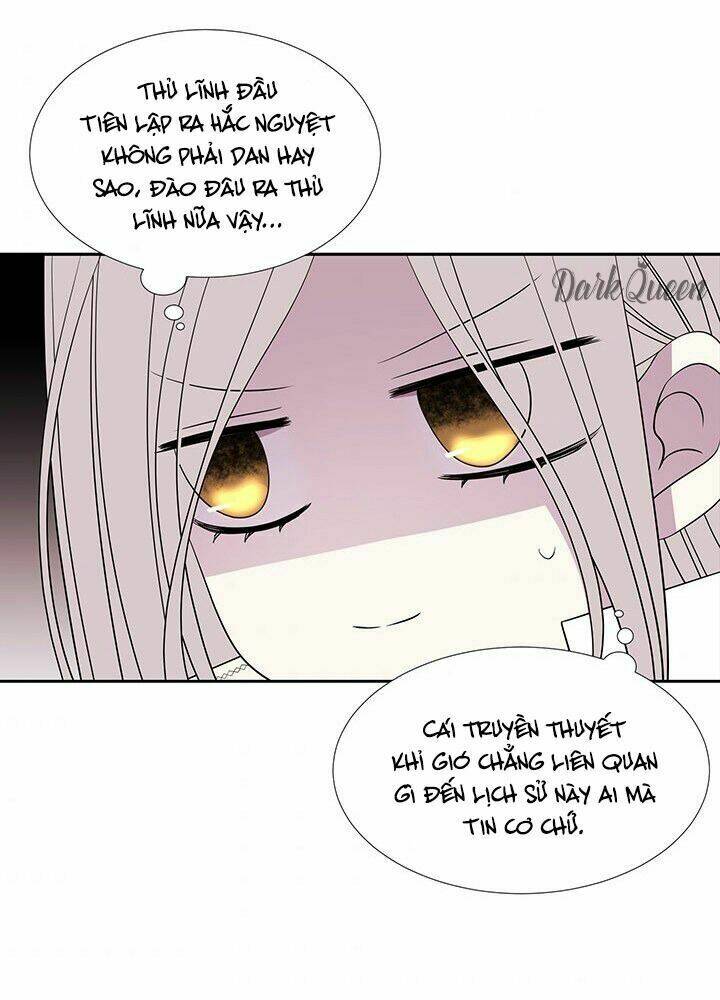 THỦ LĨNH ĐẦU
TIÊN LẬP RA HẮC NGUYỆT
KHÔNG PHẢI DAN HAY
SAO, ĐÀO ĐÂU RA THỦ
LĨNH NỮA VẬY...
DarkQueen
CÁI TRUYỀN THUYẾT
KHỈ GIÓ CHẲNG LIÊN QUAN
GÌ ĐẾN LỊCH SỬ NÀY AI MÀ
TIN CƠ CHỨ.